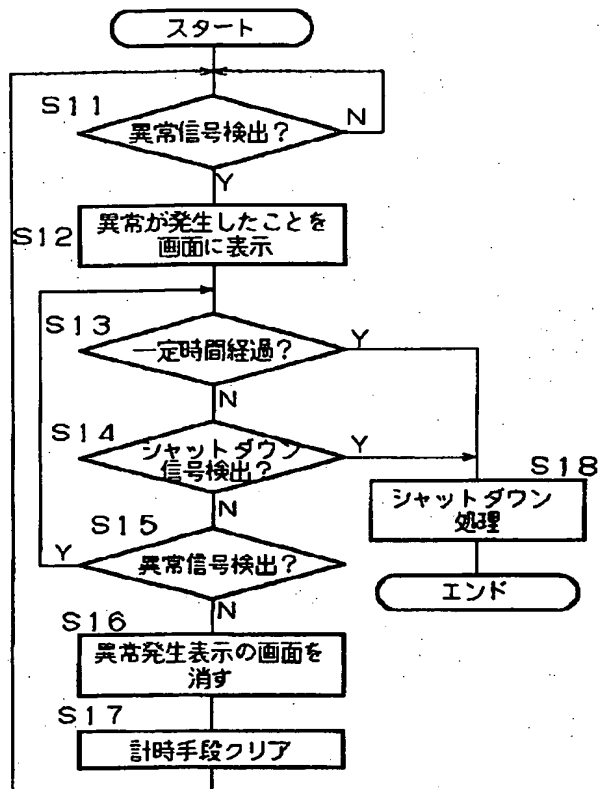 スタート
S11
異常信号検出?
N
Y
S12
異常が発生したことを
画面に表示
S13
一定時間経過?
Y
N
S14
シャットダウン
信号検出?
Y
N
S18
シャットダウン
処理
エンド
S15
異常信号検出?
Y
N
S16
異常発生表示の画面を
消す
S17
計時手段クリア